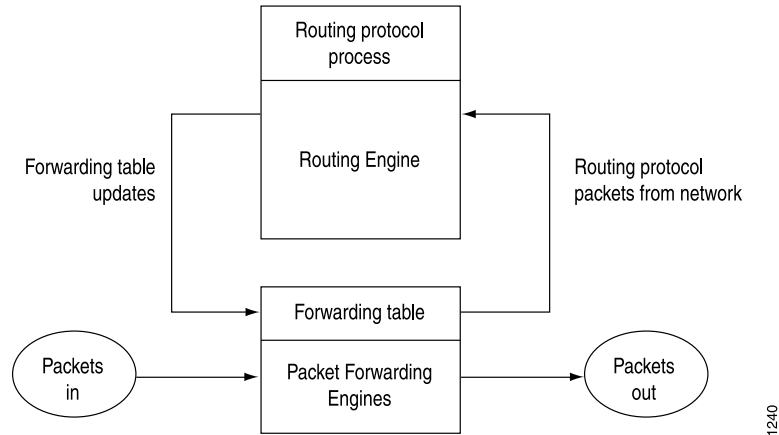 Routing protocol
process
Routing Engine
Forwarding table
updates
Routing protocol
packets from network
Forwarding table
Packets
in
Packet Forwarding
Engines
Packets
out
1240